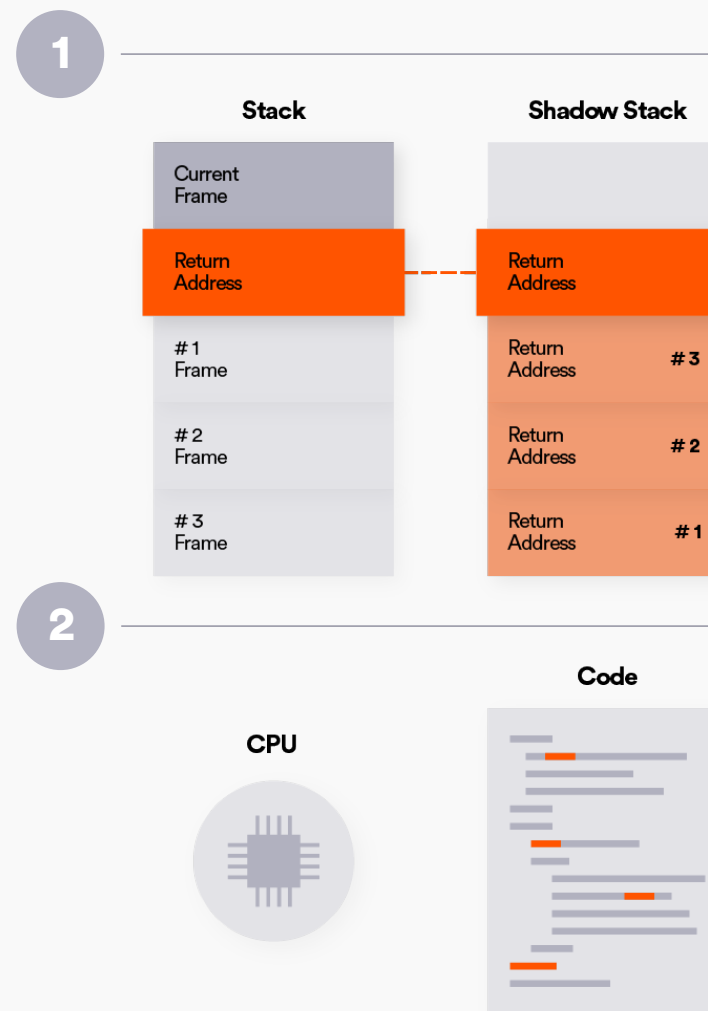 1
Stack
Shadow Stack
Current
Frame
Return
Address
Return
Address
# 1
Frame
Return
Address
# 3
# 2
Frame
Return
Address
# 2
# 3
Frame
Return
Address
# 1
2
Code
CPU